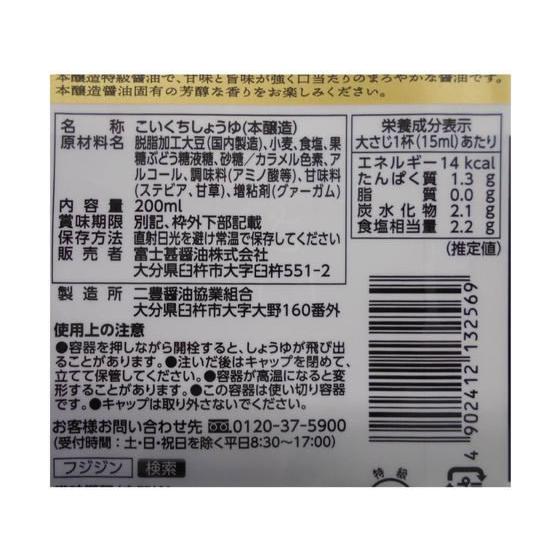 本醸造特級醤油で、甘味と旨味が強く口当たりのまろやかな醤油です。
本醸造醤油固有の芳醇な香りをお楽しみください。
名称 こいくちしょうゆ(本醸造)
原材料名 脱脂加工大豆(国内製造)、小麦、食塩、果
糖ぶどう糖液糖、砂糖/カラメル色素、ア
ルコール、調味料(アミノ酸等)、甘味料
(ステビア、甘草)、増粘剤(グァーガム)
内容量 200ml
賞味期限 別記、枠外下部記載
保存方法 直射日光を避け常温で保存してください
販売者 富士甚醤油株式会社
大分県臼杵市大字臼杵551-2
製造所 二豊醤油協業組合
大分県臼杵市大字大野160番外
使用上の注意
●容器を押しながら開栓すると、しょうゆが飛び出
ることがあります。●注いだ後はキャップを閉めて、
立てて保管してください。●容器が高温になると変
形することがあります。●この容器は使い切り容器
です。●キャップは取り外さないでください。
お客様お問い合わせ先 0120-37-5900
(受付時間:土・日・祝日を除く平日8:30〜17:00)
フジジン 検索
栄養成分表示
大さじ1杯(15ml)あたり
エネルギー 14 kcal
たんぱく質 1.3 g
脂質 0.0 g
炭水化物 2.1 g
食塩相当量 2.2 g
(推定値)
4 902412 132569
特級